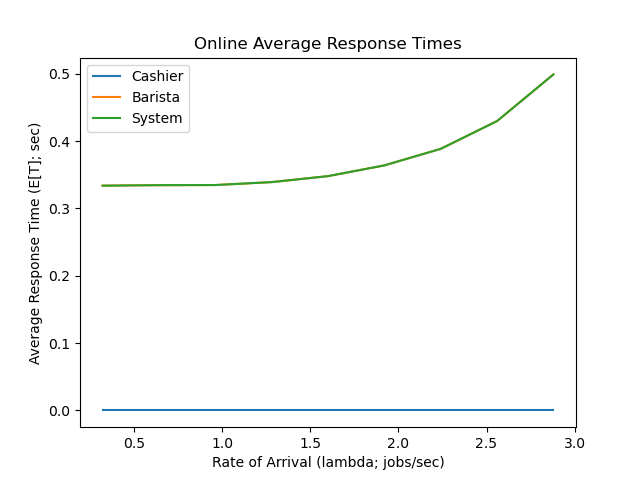 Online Average Response Times
Cashier
Barista
System
Average Response Time (E[T]; sec)
0.5
0.4
0.3
0.2
0.1
0.0
0.5 1.0 1.5 2.0 2.5 3.0
Rate of Arrival (lambda; jobs/sec)